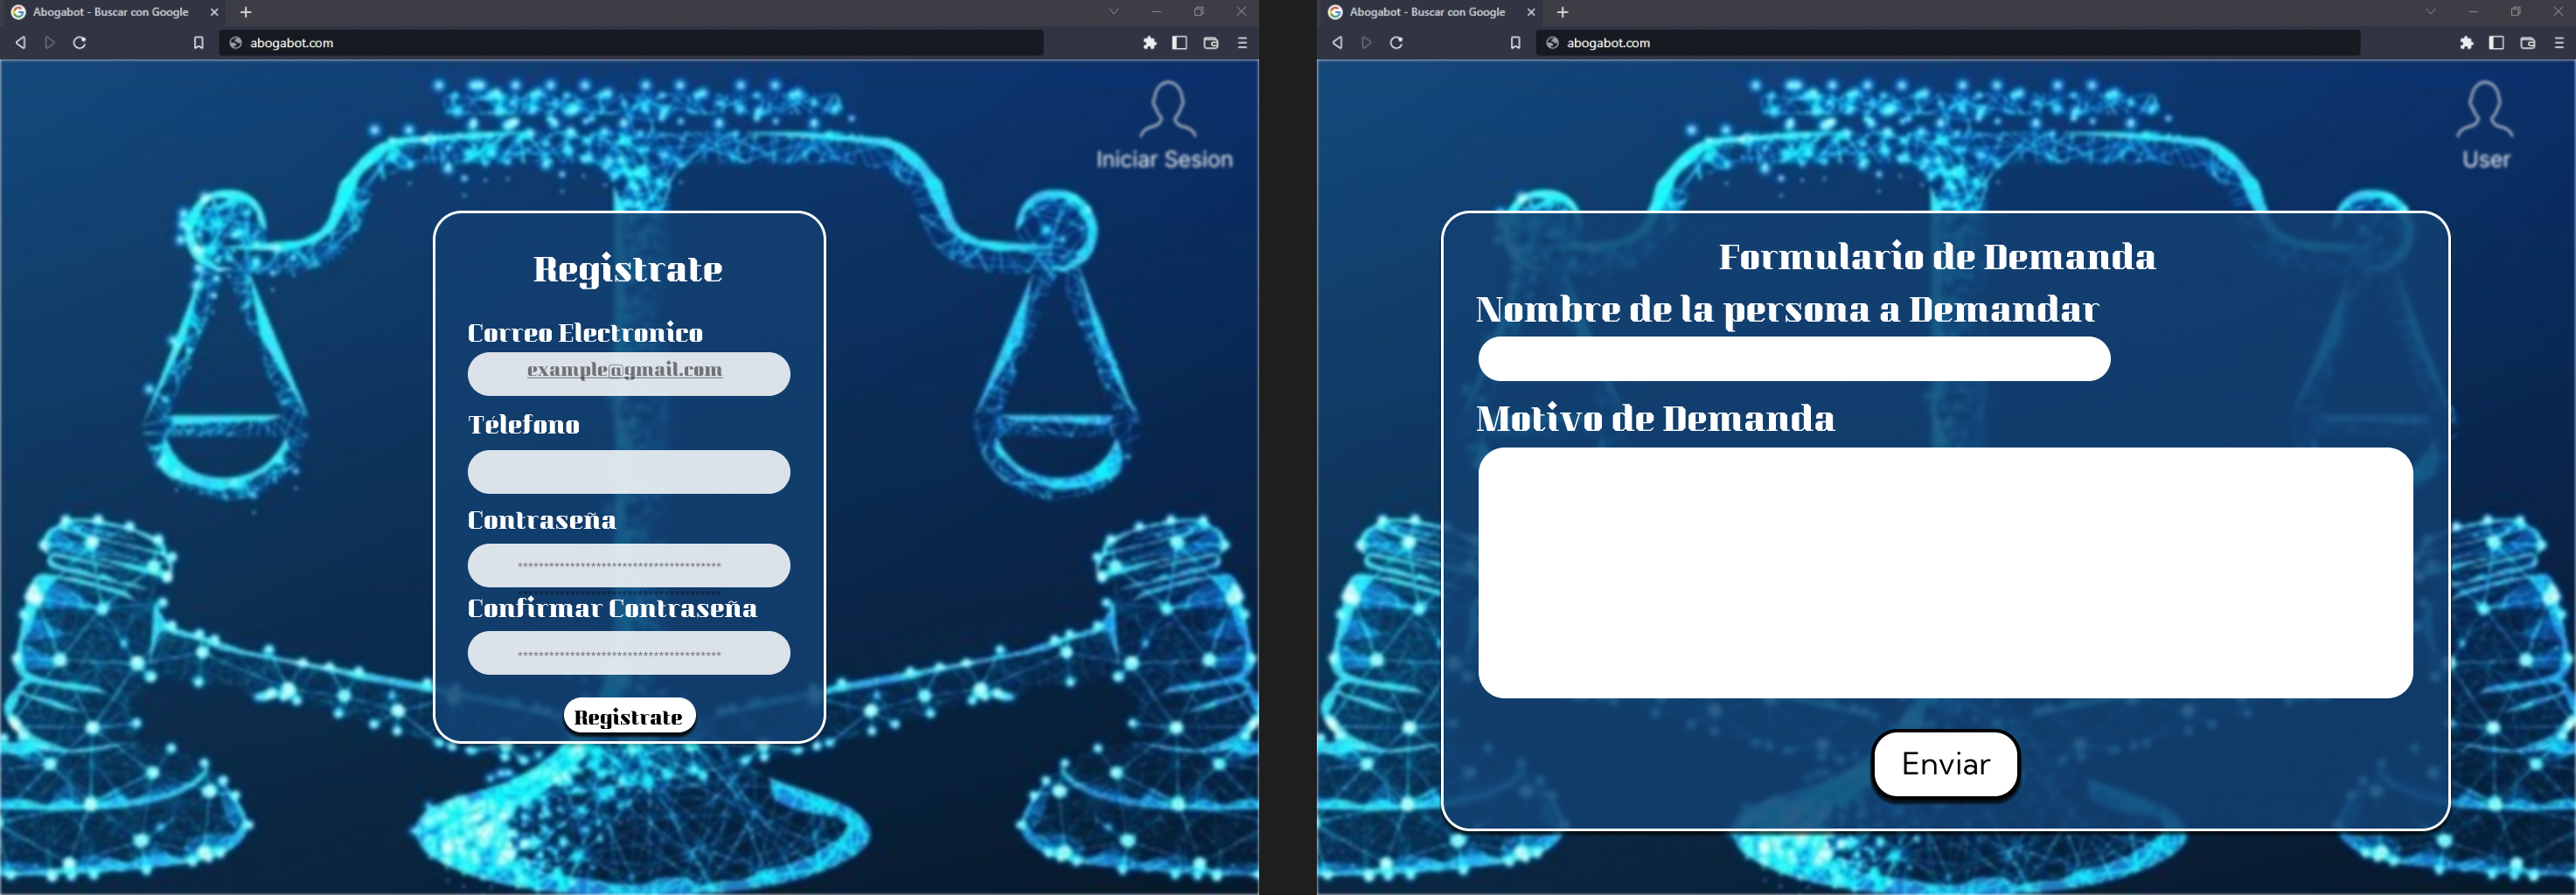 Abogabot - Buscar con Google
abogabot.com
Iniciar Sesion
Registrate
Correo Electronico
example@gmail.com
Télefono
Contraseña
***************************************
Confirmar Contraseña
***************************************
Registrate
Abogabot - Buscar con Google
abogabot.com
User
Formulario de Demanda
Nombre de la persona a Demandar
Motivo de Demanda
Enviar